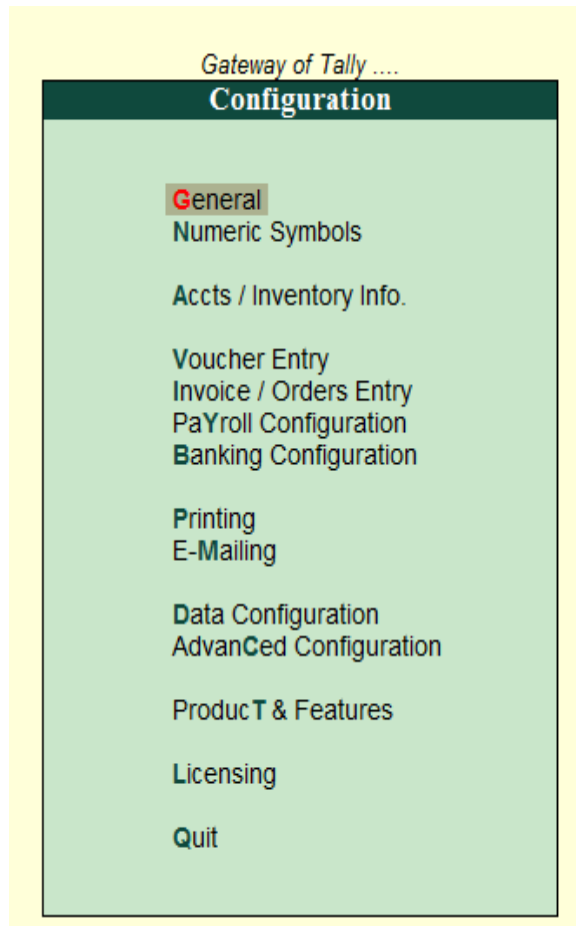 Gateway of Tally ....
Configuration
General
Numeric Symbols
Accts / Inventory Info.
Voucher Entry
Invoice / Orders Entry
PaYroll Configuration
Banking Configuration
Printing
E-Mailing
Data Configuration
AdvanCed Configuration
ProducT & Features
Licensing
Quit